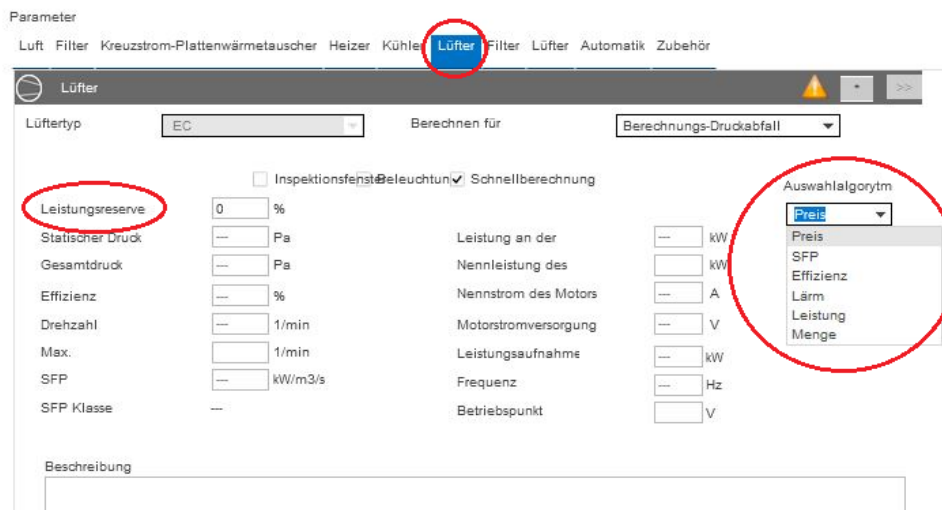 Parameter
Luft Filter Kreuzstrom-Plattenwärmetauscher Heizer Kühler Lüfter Filter Lüfter Automatik Zubehör
Lüfter * >>
Lüftertyp EC Berechnen für Berechnungs-Druckabfall
Inspektionsfenster Beleuchtun Schnellberechnung
Auswahlalgorytm
Leistungsreserve 0 % Preis
Statischer Druck --- Pa Leistung an der --- kW Preis
Gesamtdruck --- Pa Nennleistung des kW SFP
Effizienz
Effizienz --- % Nennstrom des Motors --- A Lärm
Drehzahl --- 1/min Motorstromversorgung --- V Leistung
Menge
Max. 1/min Leistungsaufnahme --- kW
SFP --- kW/m3/s Frequenz --- Hz
SFP Klasse --- Betriebspunkt V
Beschreibung